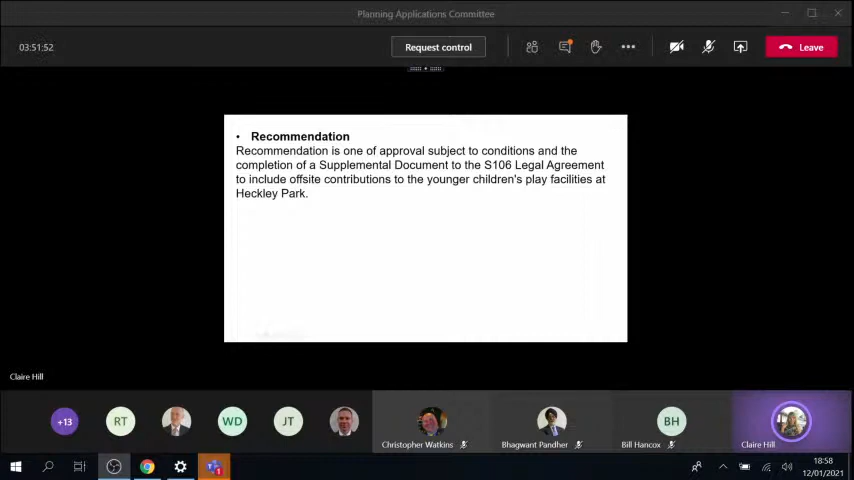 Planning Applications Committee
03:51:52
Request control
Leave
• Recommendation
Recommendation is one of approval subject to conditions and the
completion of a Supplemental Document to the S106 Legal Agreement
to include offsite contributions to the younger children's play facilities at
Heckley Park.
Claire Hill
+13
RT
WD
JT
BH
Christopher Watkins
Bhagwant Pandher
Bill Hancox
Claire Hill
18:58
12/01/2021